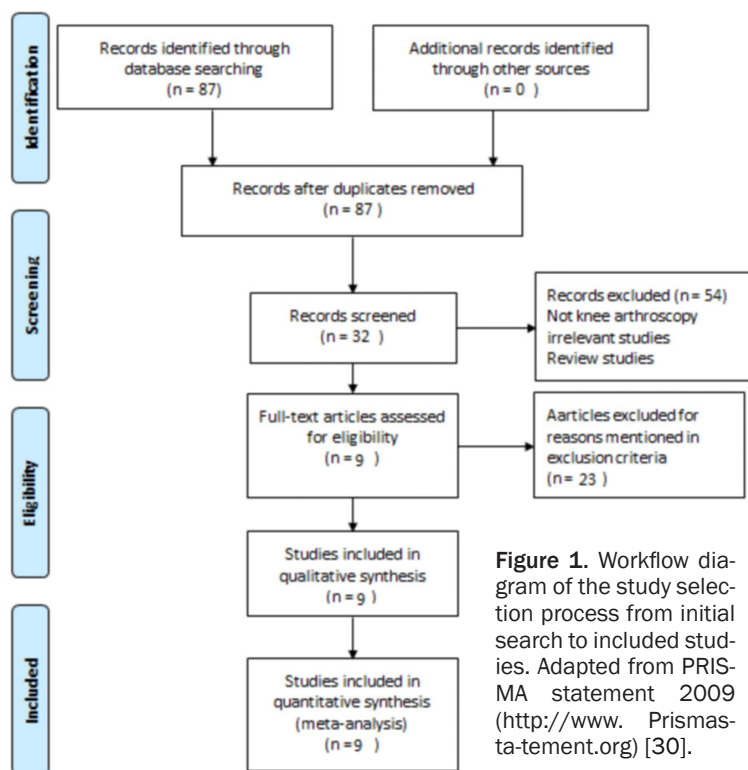 Identification
Records identified through
database searching
(n = 87)
Additional records identified
through other sources
(n = 0 )
Records after duplicates removed
(n = 87 )
Screening
Records screened
(n = 32 )
Records excluded (n = 54)
Not knee arthroscopy
irrelevant studies
Review studies
Eligibility
Full-text articles assessed
for eligibility
(n = 9 )
Aarticles excluded for
reasons mentioned in
exclusion criteria
(n = 23 )
Studies included in
qualitative synthesis
(n = 9 )
Included
Studies included in
quantitative synthesis
(meta-analysis)
(n = 9 )
Figure 1. Workflow dia-
gram of the study selec-
tion process from initial
search to included stud-
ies. Adapted from PRIS-
MA statement 2009
(http://www. Prismas-
ta-tement.org) [30].